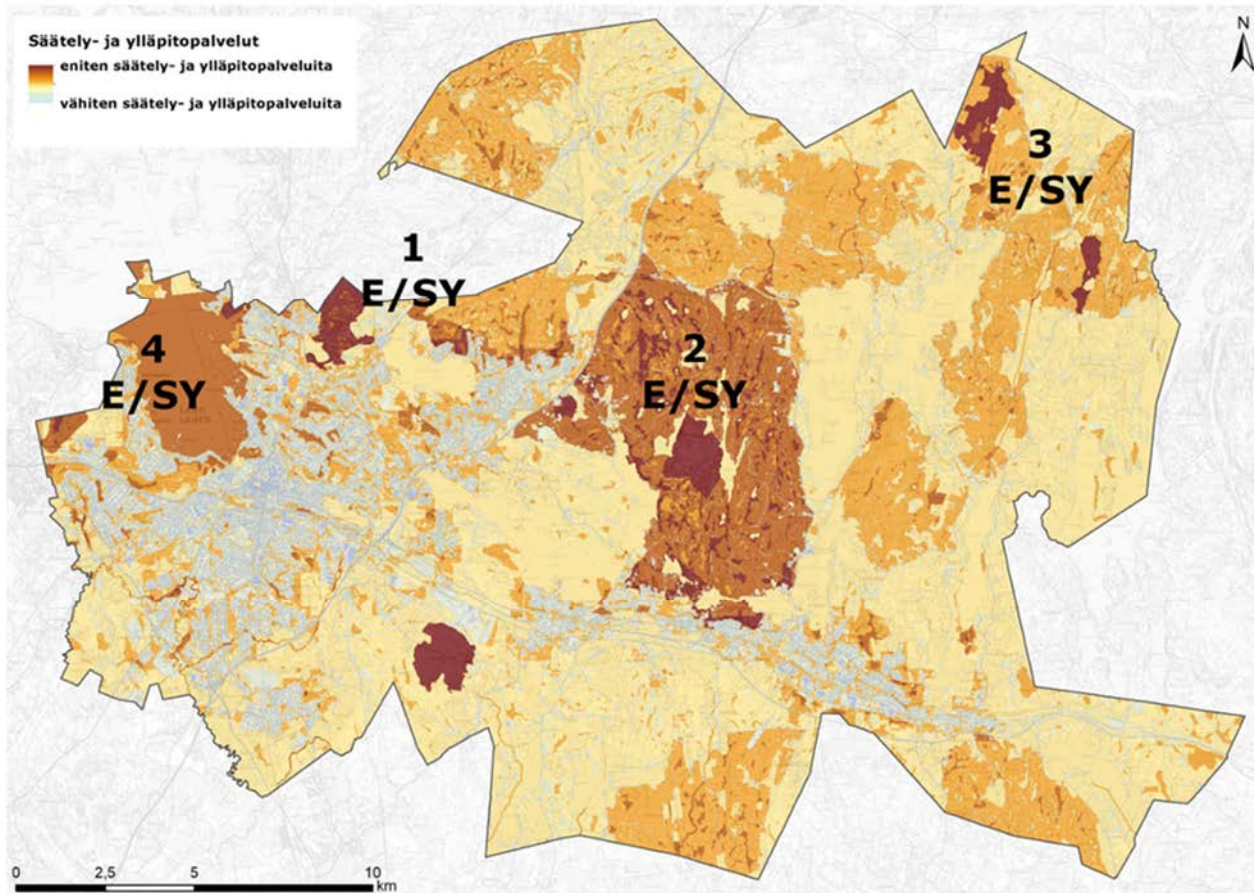 Säätely- ja ylläpitopalvelut
eniten säätely- ja ylläpitopalveluita
vähiten säätely- ja ylläpitopalveluita
N
1
E/SY
2
E/SY
3
E/SY
4
E/SY
0 2,5 5 10
km